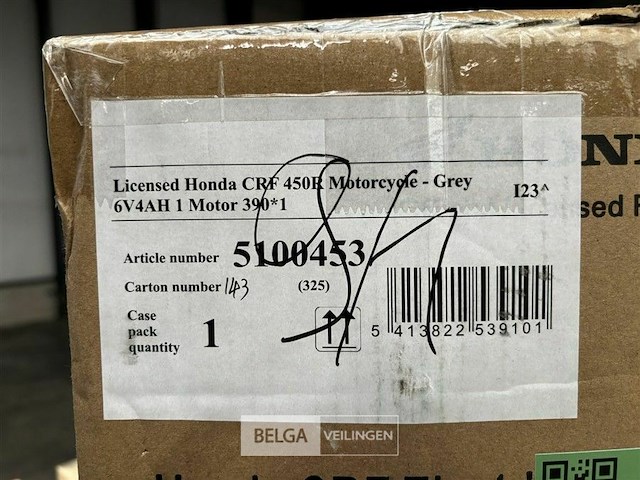 Licensed Honda CRF 450R Motorcycle - Grey
6V4AH 1 Motor 390*1
I23^
Article number 5100453
Carton number 143 (325)
Case
pack
quantity 1
5 413822 539101
BELGA VEILINGEN